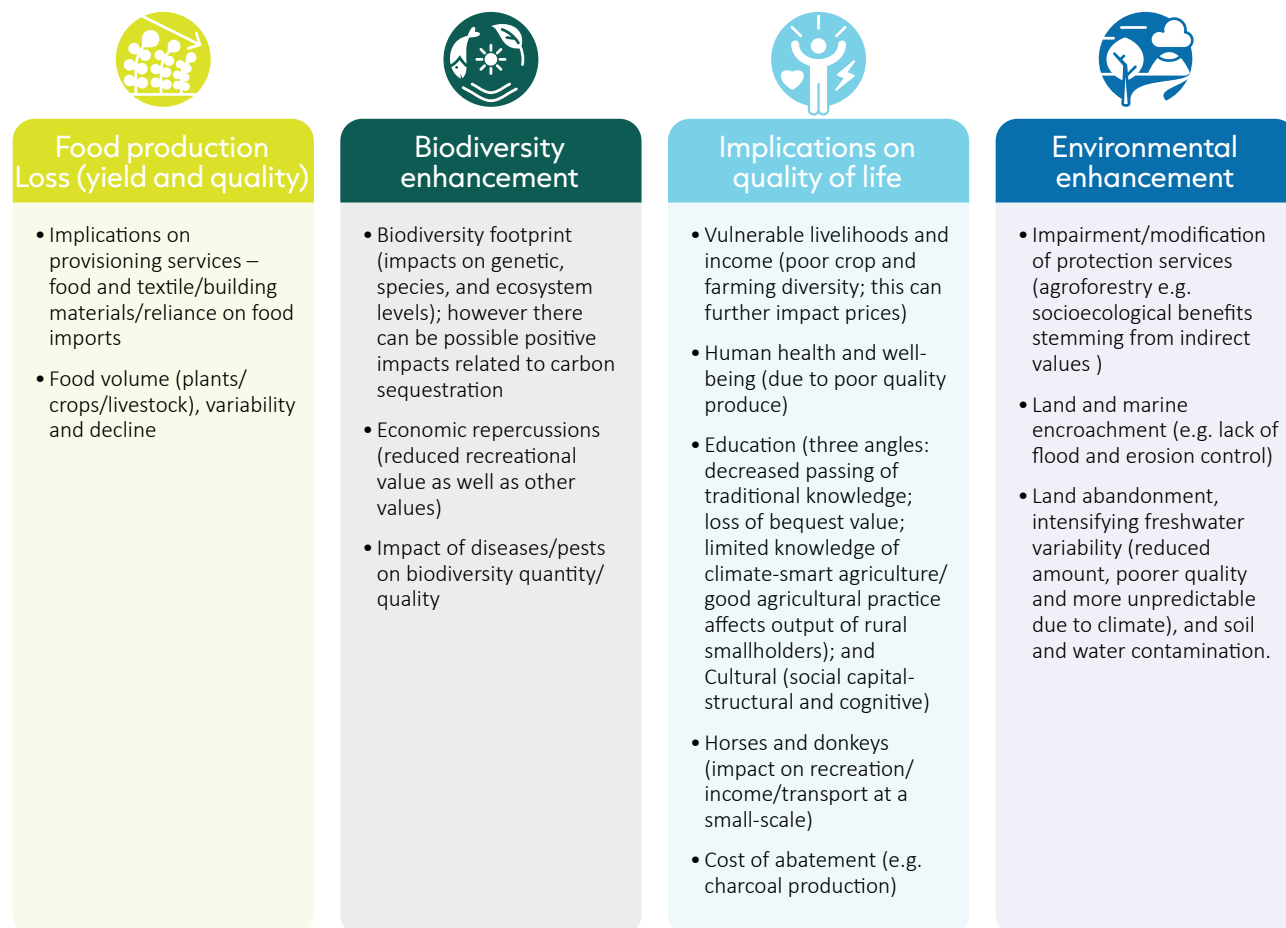 Food production
Loss (yield and quality)
• Implications on
provisioning services –
food and textile/building
materials/reliance on food
imports
• Food volume (plants/
crops/livestock), variability
and decline
Biodiversity
enhancement
• Biodiversity footprint
(impacts on genetic,
species, and ecosystem
levels); however there
can be possible positive
impacts related to carbon
sequestration
• Economic repercussions
(reduced recreational
value as well as other
values)
• Impact of diseases/pests
on biodiversity quantity/
quality
Implications on
quality of life
• Vulnerable livelihoods and
income (poor crop and
farming diversity; this can
further impact prices)
• Human health and well-
being (due to poor quality
produce)
• Education (three angles:
decreased passing of
traditional knowledge;
loss of bequest value;
limited knowledge of
climate-smart agriculture/
good agricultural practice
affects output of rural
smallholders); and
Cultural (social capital-
structural and cognitive)
• Horses and donkeys
(impact on recreation/
income/transport at a
small-scale)
• Cost of abatement (e.g.
charcoal production)
Environmental
enhancement
• Impairment/modification
of protection services
(agroforestry e.g.
socioecological benefits
stemming from indirect
values )
• Land and marine
encroachment (e.g. lack of
flood and erosion control)
• Land abandonment,
intensifying freshwater
variability (reduced
amount, poorer quality
and more unpredictable
due to climate), and soil
and water contamination.